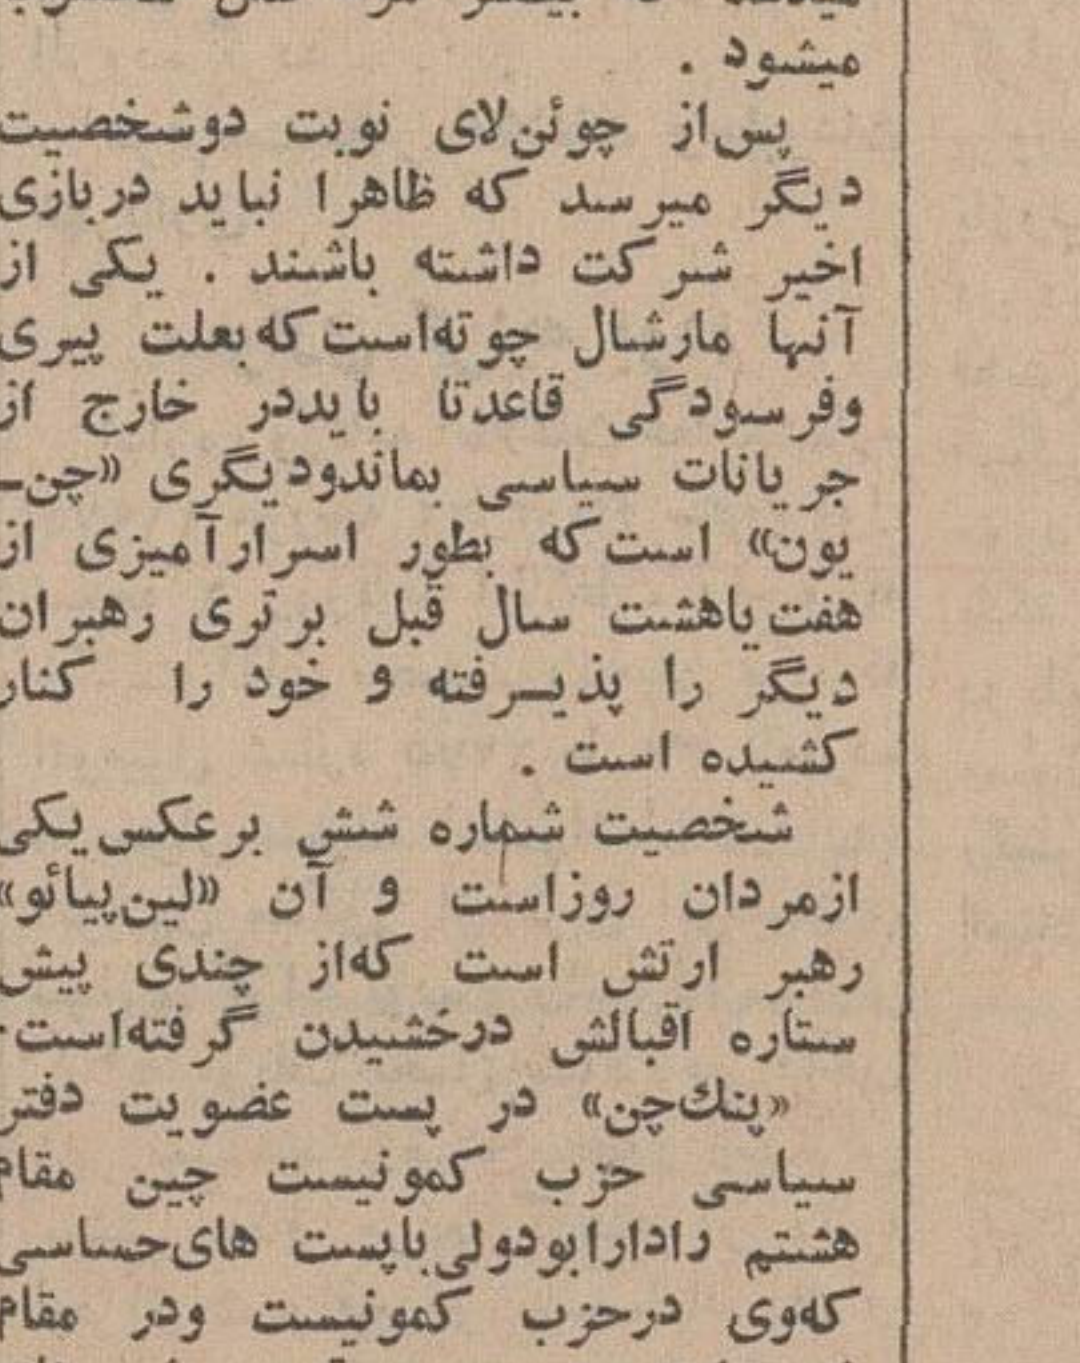 میشود .
پس‌از چوئن‌لای نوبت دوشخصیت
دیگر میرسد که ظاهرا نباید دربازی
اخیر شرکت داشته باشند . یکی از
آنها مارشال چوته‌است‌که‌بعلت پیری
وفرسودگی قاعدتا بایددر خارج از
جریانات سیاسی بماندودیگری «چن‌ـ
یون» است‌که بطور اسرارآمیزی از
هفت‌یاهشت سال قبل برتری رهبران
دیگر را پذیرفته و خود را کنار
کشیده است .
شخصیت شماره شش برعکس‌یکی
ازمردان روزاست و آن «لین‌پیائو»
رهبر ارتش است که‌از چندی پیش
ستاره اقبالش درخشیدن گرفته‌است.
«پنك‌چن» در پست عضویت دفتر
سیاسی حزب کمونیست چین مقام
هشتم رادارابودولی‌باپست های‌حساسی
که‌وی درحزب کمونیست ودر مقام